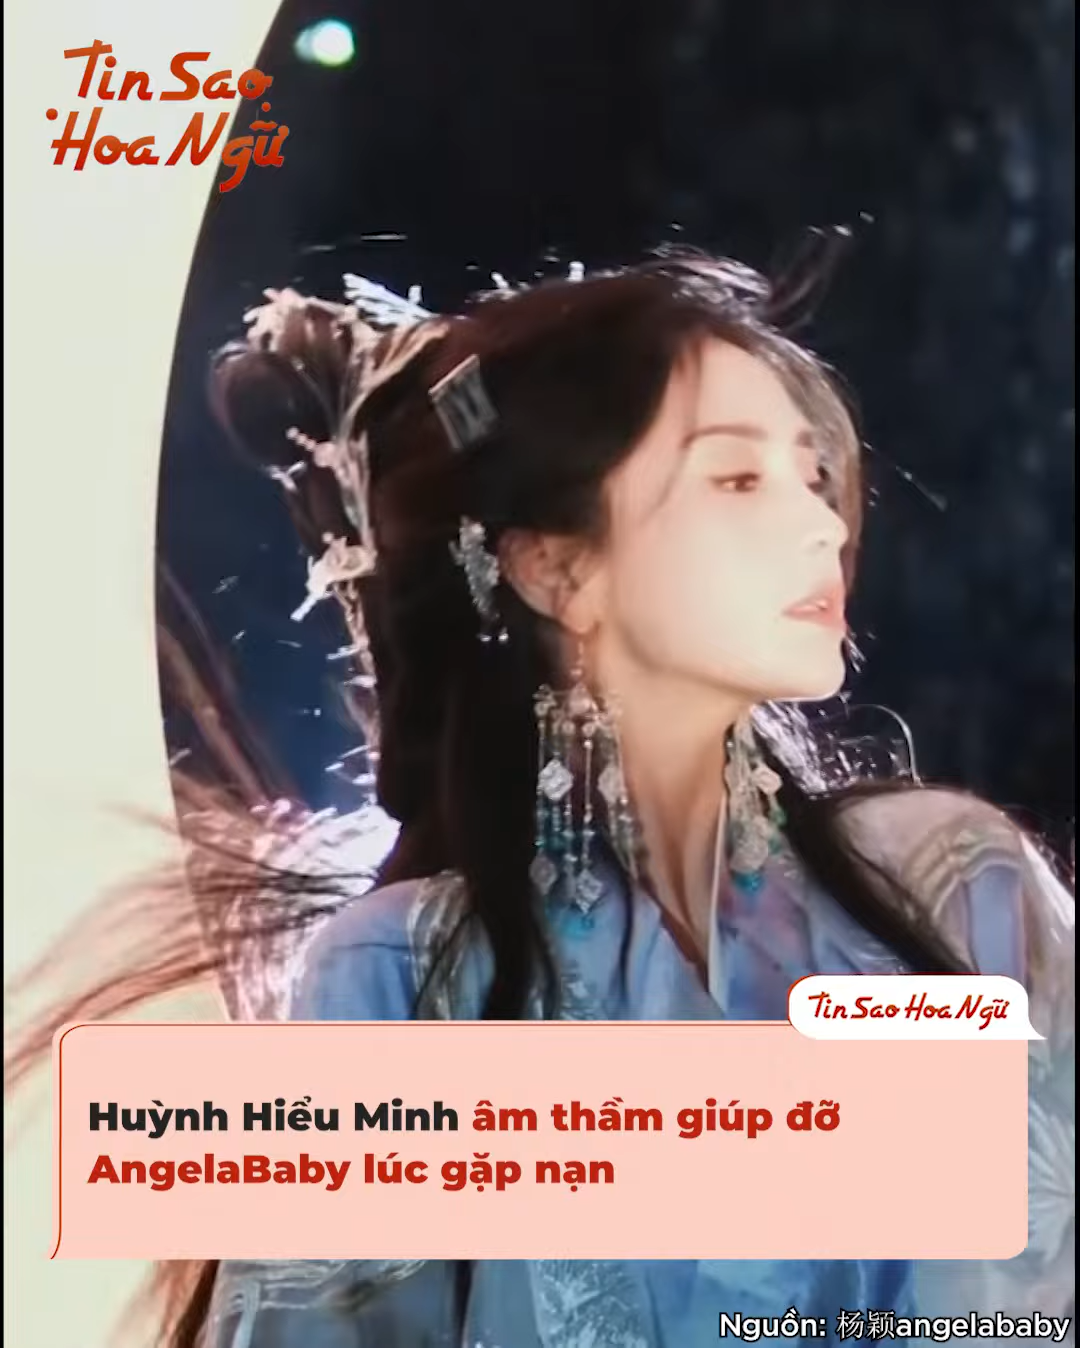 Tin Sao
Hoa Ngữ
Tin Sao Hoa Ngữ
Huỳnh Hiểu Minh âm thầm giúp đỡ
AngelaBaby lúc gặp nạn
Nguồn: 杨颖angelababy